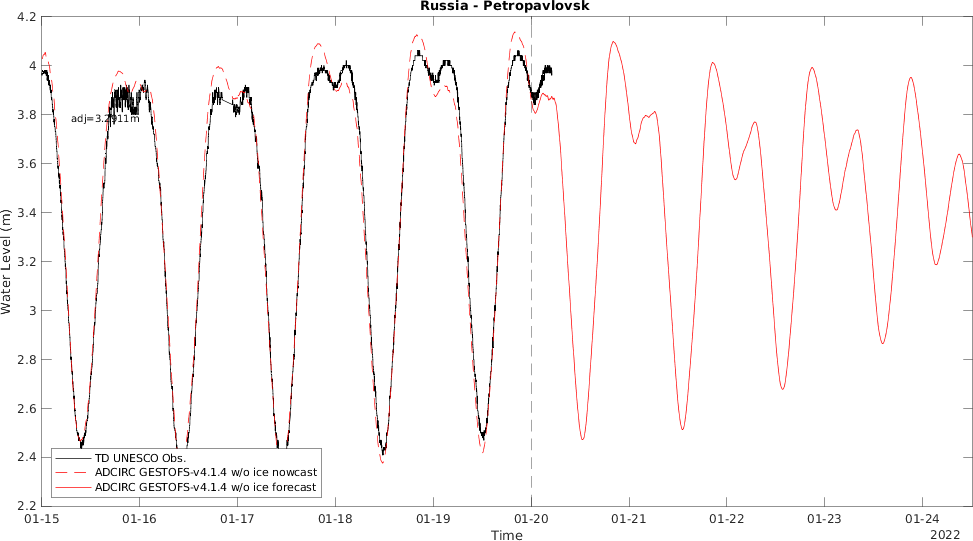 Russia - Petropavlovsk
4.2
4
3.8
3.6
3.4
3.2
3
2.8
2.6
2.4
2.2
Water Level (m)
adj=3.2911m
TD UNESCO Obs.
ADCIRC GESTOFS-v4.1.4 w/o ice nowcast
ADCIRC GESTOFS-v4.1.4 w/o ice forecast
01-15 01-16 01-17 01-18 01-19 01-20 01-21 01-22 01-23 01-24
Time
2022